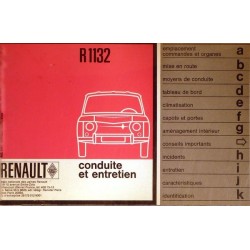 R 1132
RENAULT
conduite
et entretien
emplacement
commandes et organes a
mise en route b
moyens de conduite c
tableau de bord d
climatisation e
capots et portes f
aménagement intérieur g
conseils importants
incidents h
entretien i
caractéristiques j
identification k